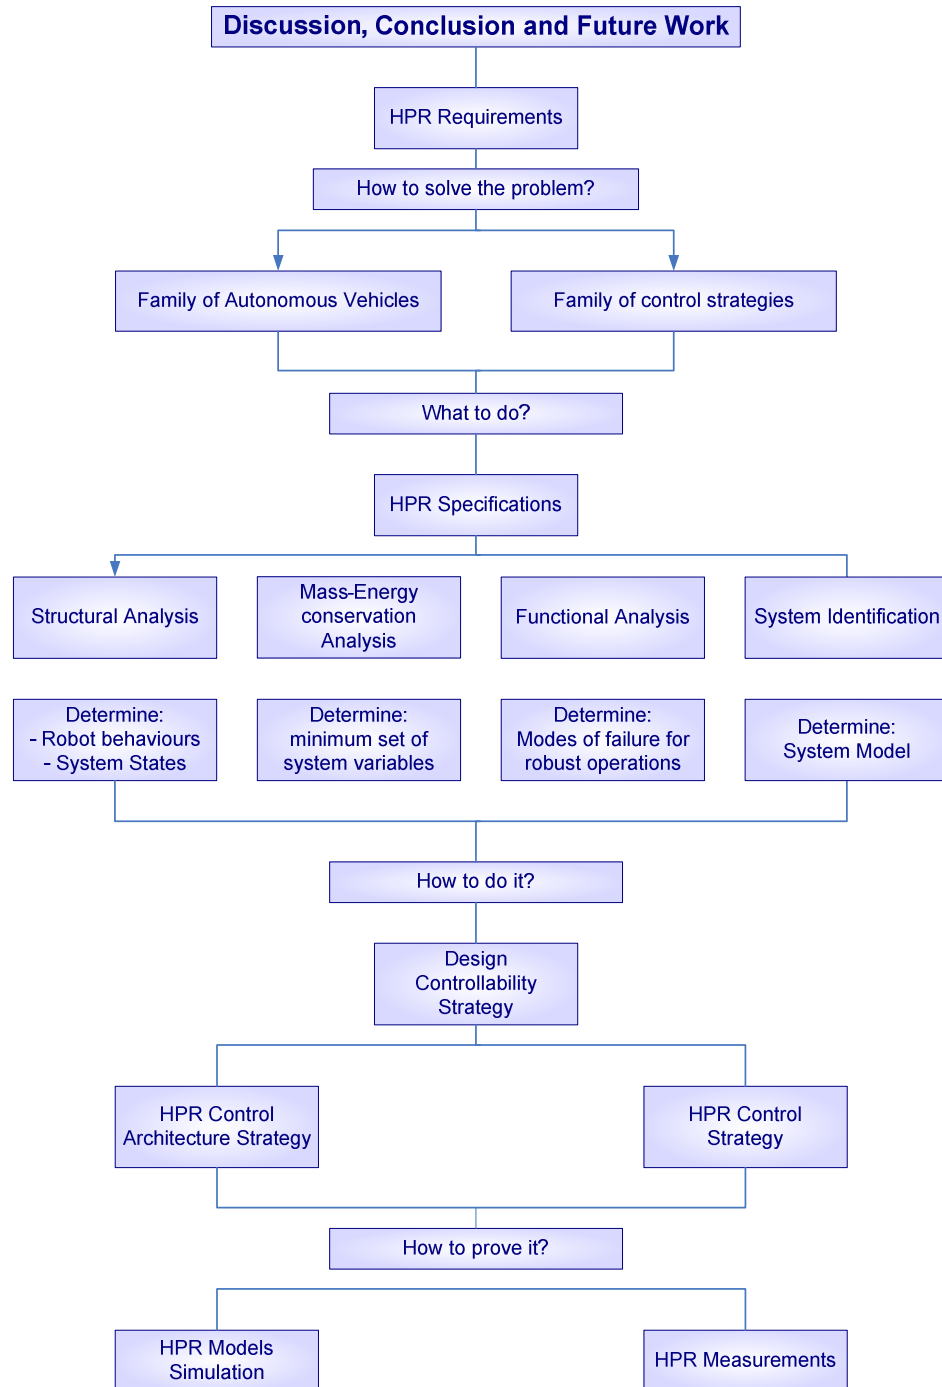 Discussion, Conclusion and Future Work
HPR Requirements
How to solve the problem?
Family of Autonomous Vehicles
Family of control strategies
What to do?
HPR Specifications
Structural Analysis
Mass-Energy
conservation
Analysis
Functional Analysis
System Identification
Determine:
- Robot behaviours
- System States
Determine:
minimum set of
system variables
Determine:
Modes of failure for
robust operations
Determine:
System Model
How to do it?
Design
Controllability
Strategy
HPR Control
Architecture Strategy
HPR Control
Strategy
How to prove it?
HPR Models
Simulation
HPR Measurements